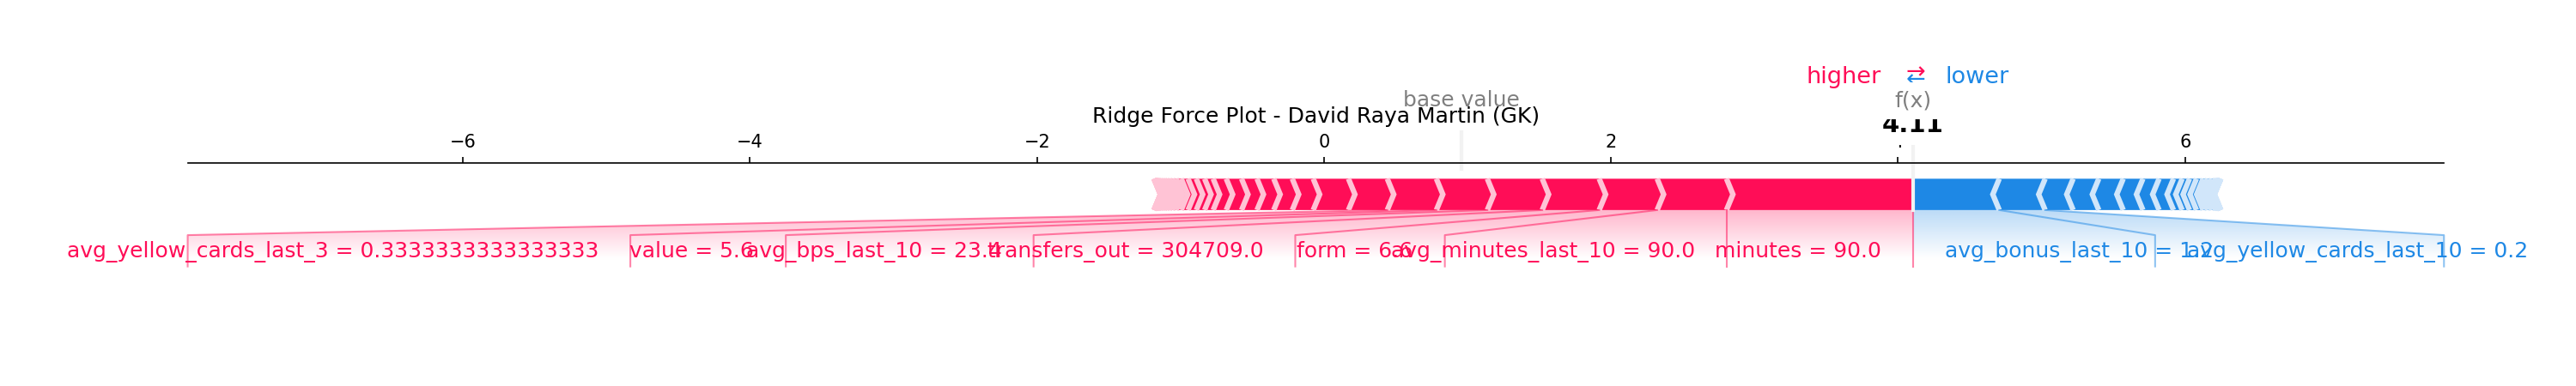 higher ⇄ lower
base value f(x)
Ridge Force Plot - David Raya Martin (GK) 4.11
−6 −4 −2 0 2 6
avg_yellow_cards_last_3 = 0.3333333333333333 value = 5.6 avg_bps_last_10 = 23.4 transfers_out = 304709.0 form = 6.6 avg_minutes_last_10 = 90.0 minutes = 90.0 avg_bonus_last_10 = 1.2 avg_yellow_cards_last_10 = 0.2